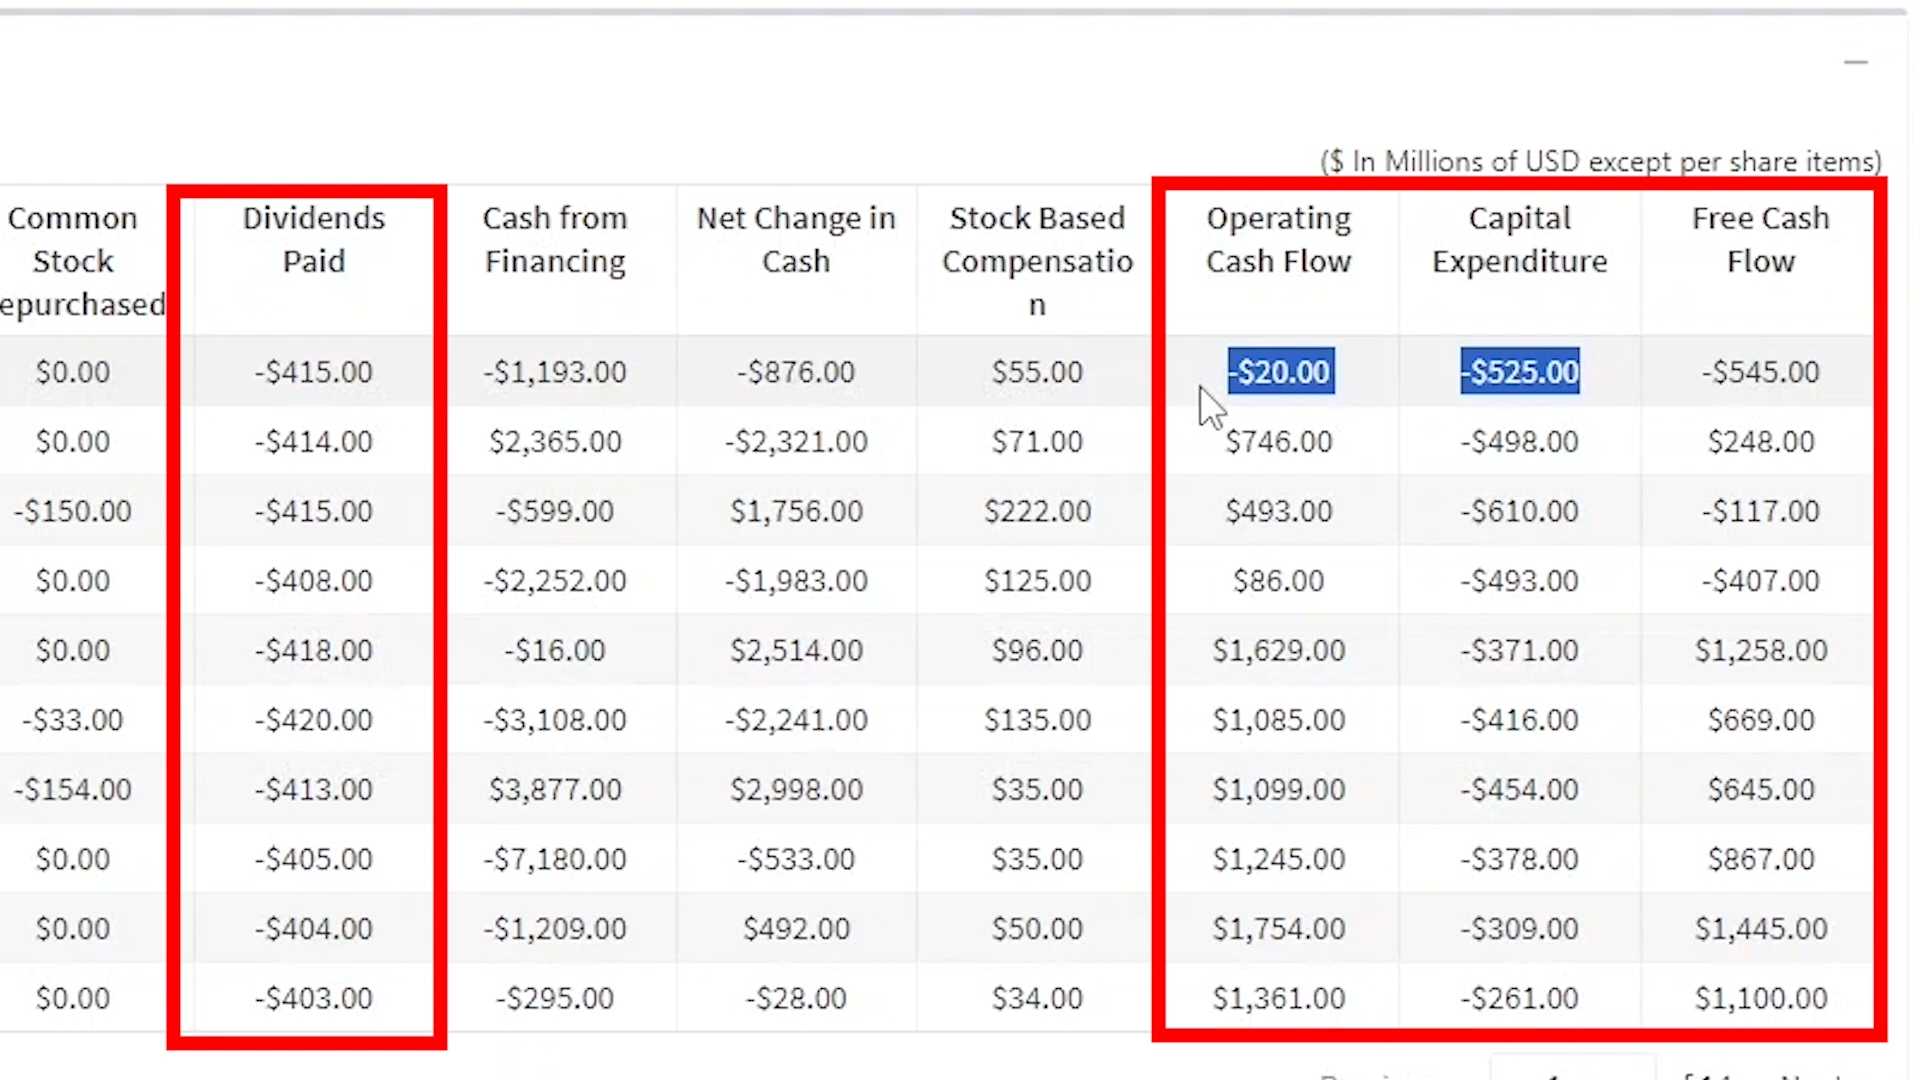 ($ In Millions of USD except per share items)
Common Stock epurchased Dividends Paid Cash from Financing Net Change in Cash Stock Based Compensatio n Operating Cash Flow Capital Expenditure Free Cash Flow
$0.00 -$415.00 -$1,193.00 -$876.00 $55.00 -$20.00 -$525.00 -$545.00
$0.00 -$414.00 $2,365.00 -$2,321.00 $71.00 $746.00 -$498.00 $248.00
-$150.00 -$415.00 -$599.00 $1,756.00 $222.00 $493.00 -$610.00 -$117.00
$0.00 -$408.00 -$2,252.00 -$1,983.00 $125.00 $86.00 -$493.00 -$407.00
$0.00 -$418.00 -$16.00 $2,514.00 $96.00 $1,629.00 -$371.00 $1,258.00
-$33.00 -$420.00 -$3,108.00 -$2,241.00 $135.00 $1,085.00 -$416.00 $669.00
-$154.00 -$413.00 $3,877.00 $2,998.00 $35.00 $1,099.00 -$454.00 $645.00
$0.00 -$405.00 -$7,180.00 -$533.00 $35.00 $1,245.00 -$378.00 $867.00
$0.00 -$404.00 -$1,209.00 $492.00 $50.00 $1,754.00 -$309.00 $1,445.00
$0.00 -$403.00 -$295.00 -$28.00 $34.00 $1,361.00 -$261.00 $1,100.00